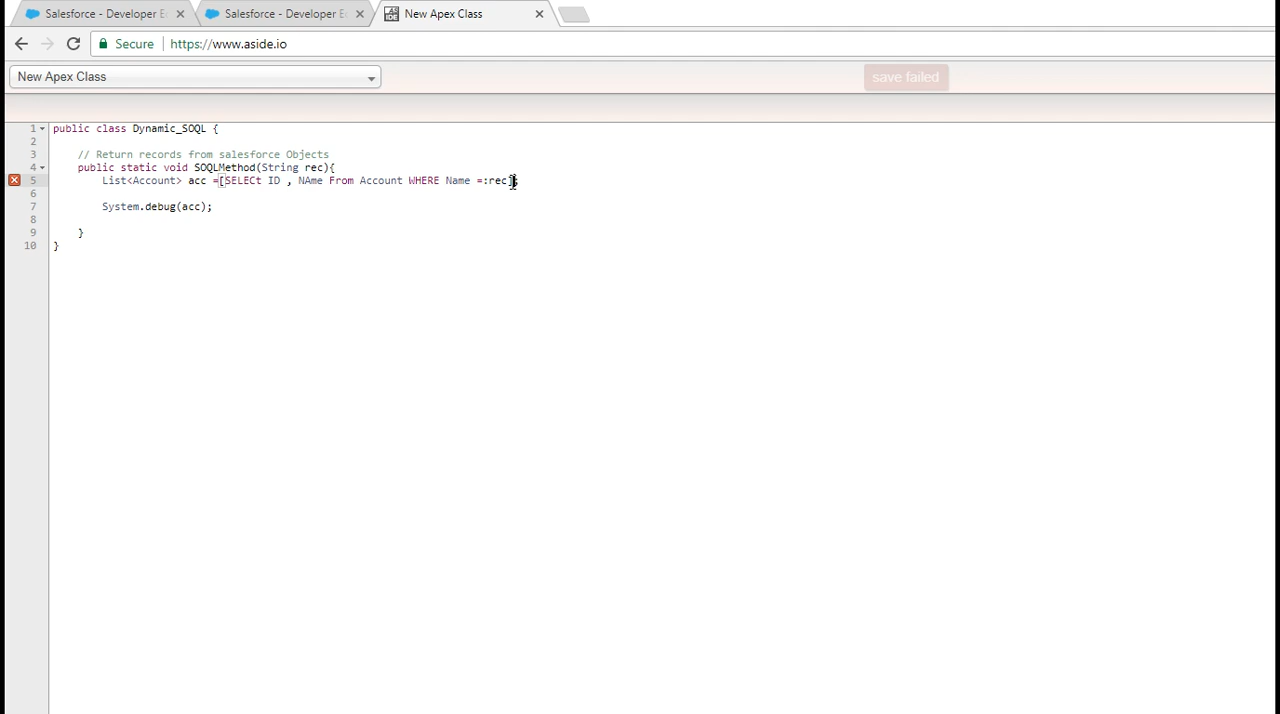 Salesforce - Developer E
Salesforce - Developer E
New Apex Class
Secure
https://www.aside.io
New Apex Class
save failed
1 public class Dynamic_SOQL {
2
3 // Return records from salesforce Objects
4 public static void SOQLMethod(String rec){
5 List<Account> acc =[SELECt ID , NAme From Account WHERE Name =:rec];
6
7 System.debug(acc);
8
9 }
10 }